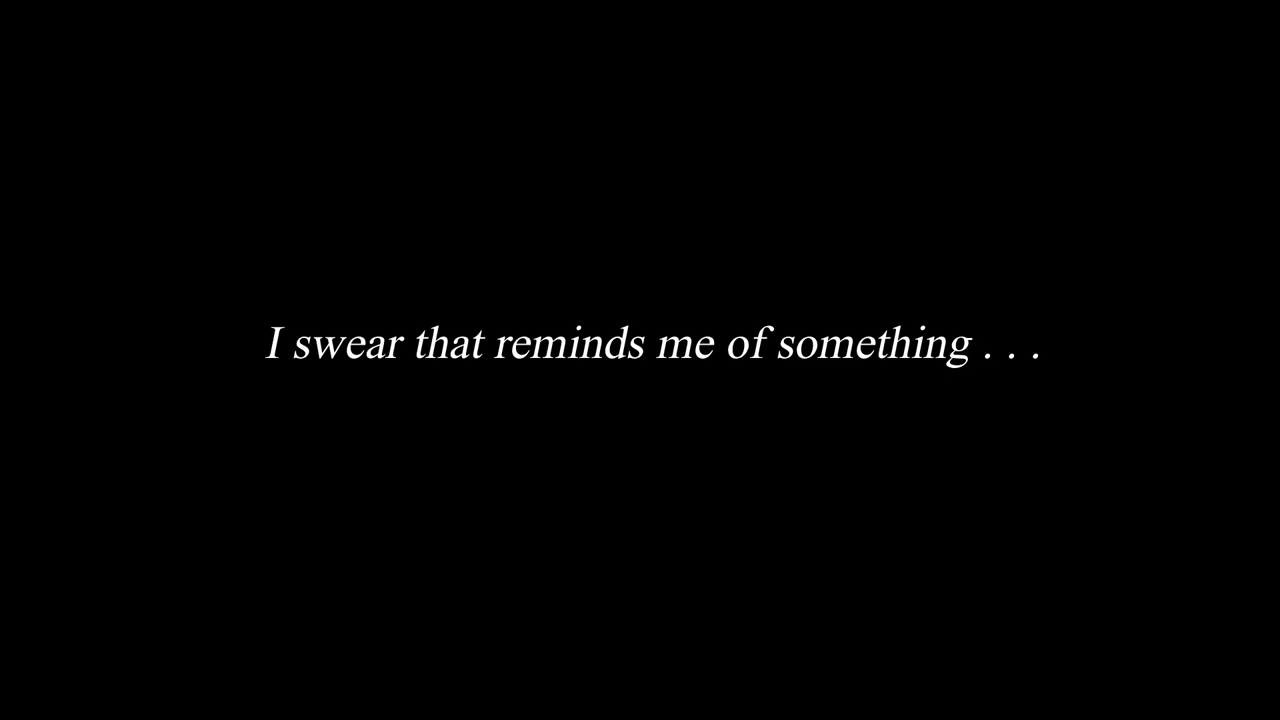 I swear that reminds me of something . . .